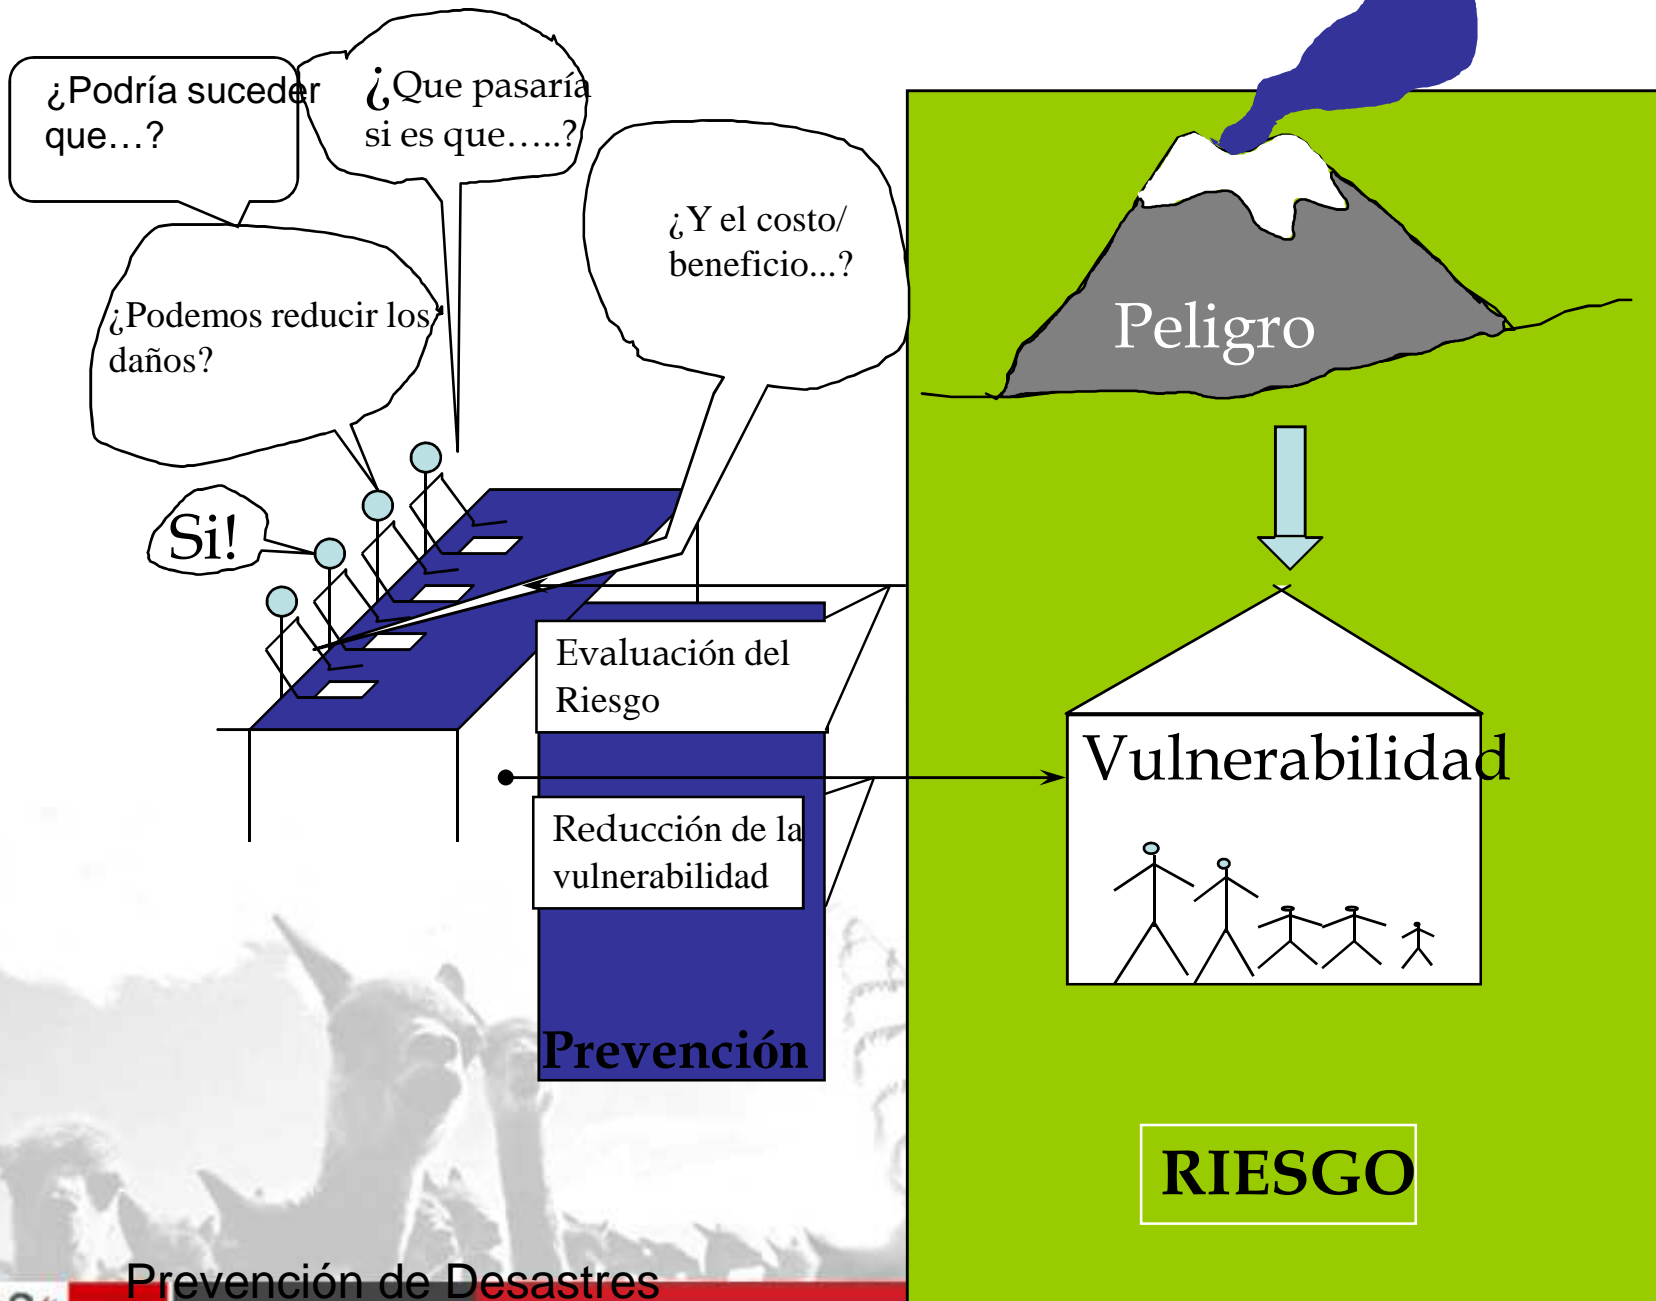 ¿Podría suceder
que…?
¿Que pasaría
si es que…..?
¿Y el costo/
beneficio...?
¿Podemos reducir los
daños?
Si!
Peligro
Evaluación del
Riesgo
Vulnerabilidad
Reducción de la
vulnerabilidad
Prevención
RIESGO
Prevención de Desastres